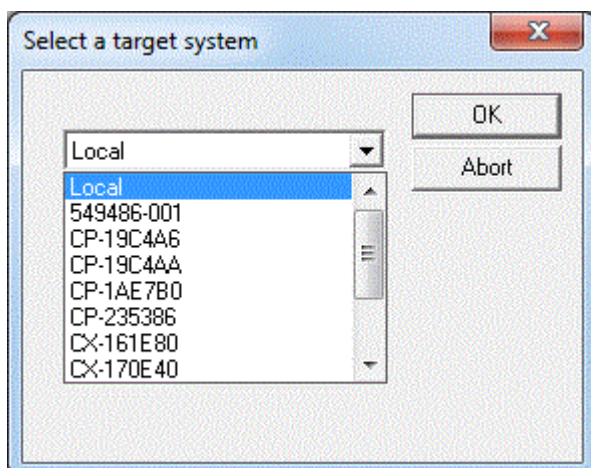 Select a target system
OK
Abort
Local
Local
549486-001
CP-19C4A6
CP-19C4AA
CP-1AE7B0
CP-235386
CX-161E80
CX-170E40